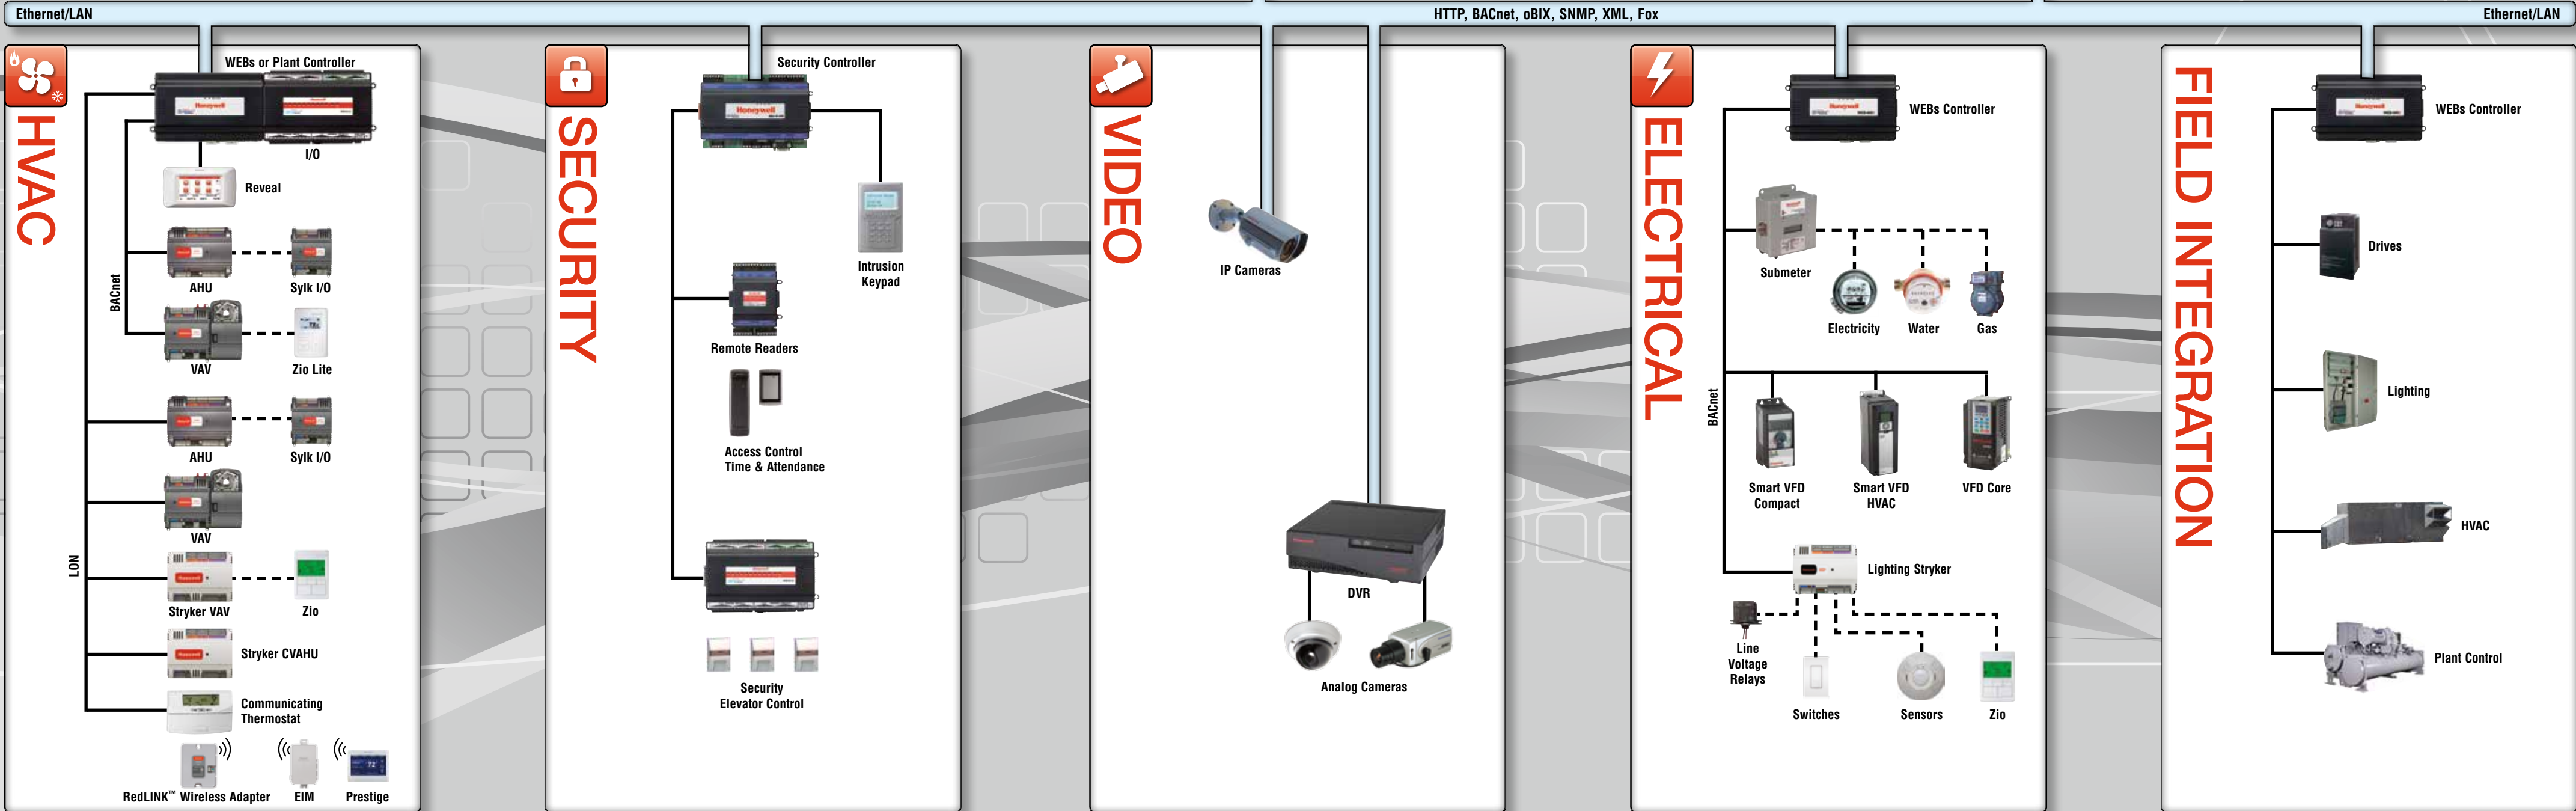 Ethernet/LAN
HTTP, BACnet, oBIX, SNMP, XML, Fox
Ethernet/LAN
HVAC
WEBs or Plant Controller
Honeywell
I/O
Reveal
BACnet
AHU
Sylk I/O
VAV
Zio Lite
AHU
Sylk I/O
VAV
LON
Stryker VAV
Zio
Stryker CVAHU
Communicating
Thermostat
RedLINK™ Wireless Adapter
EIM
Prestige
SECURITY
Security Controller
Honeywell
Intrusion
Keypad
Remote Readers
Access Control
Time & Attendance
Security
Elevator Control
VIDEO
IP Cameras
DVR
Analog Cameras
ELECTRICAL
Honeywell
WEBs Controller
Submeter
Electricity
Water
Gas
BACnet
Smart VFD
Compact
Smart VFD
HVAC
VFD Core
Lighting Stryker
Line
Voltage
Relays
Switches
Sensors
Zio
FIELD INTEGRATION
Honeywell
WEBs Controller
Drives
Lighting
HVAC
Plant Control